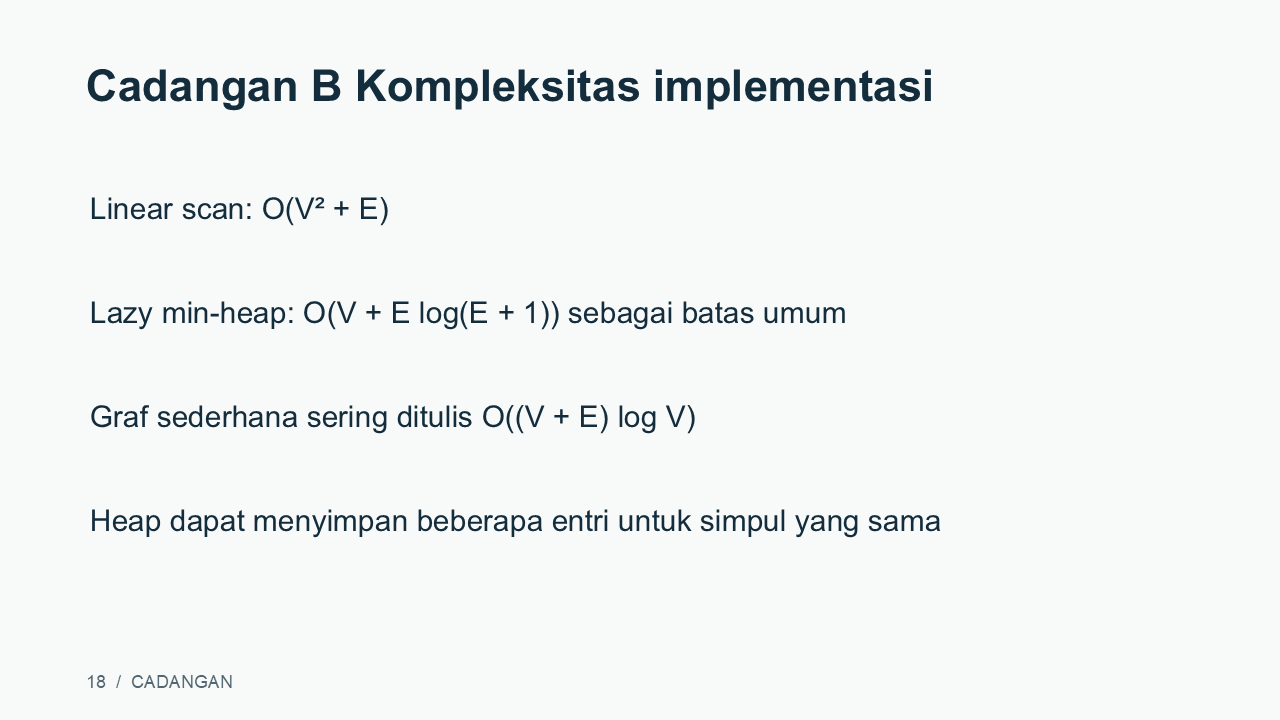 Cadangan B Kompleksitas implementasi
Linear scan: O(V² + E)
Lazy min-heap: O(V + E log(E + 1)) sebagai batas umum
Graf sederhana sering ditulis O((V + E) log V)
Heap dapat menyimpan beberapa entri untuk simpul yang sama
18 / CADANGAN